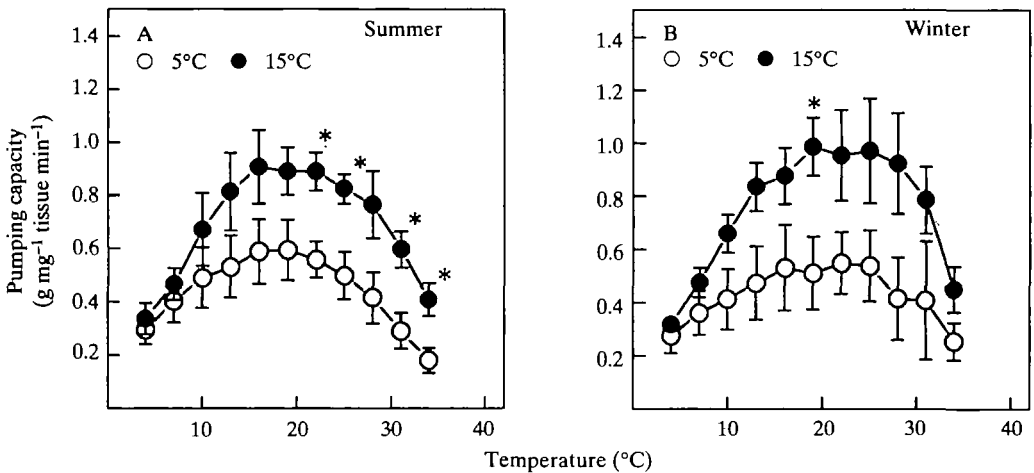 A Summer
○ 5°C ● 15°C
1.4
1.2
1.0
0.8
0.6
0.4
0.2
Pumping capacity
(g mg⁻¹ tissue min⁻¹)
*
*
*
*
0 10 20 30 40
B Winter
○ 5°C ● 15°C
1.4
1.2
1.0
0.8
0.6
0.4
0.2
*
0 10 20 30 40
Temperature (°C)